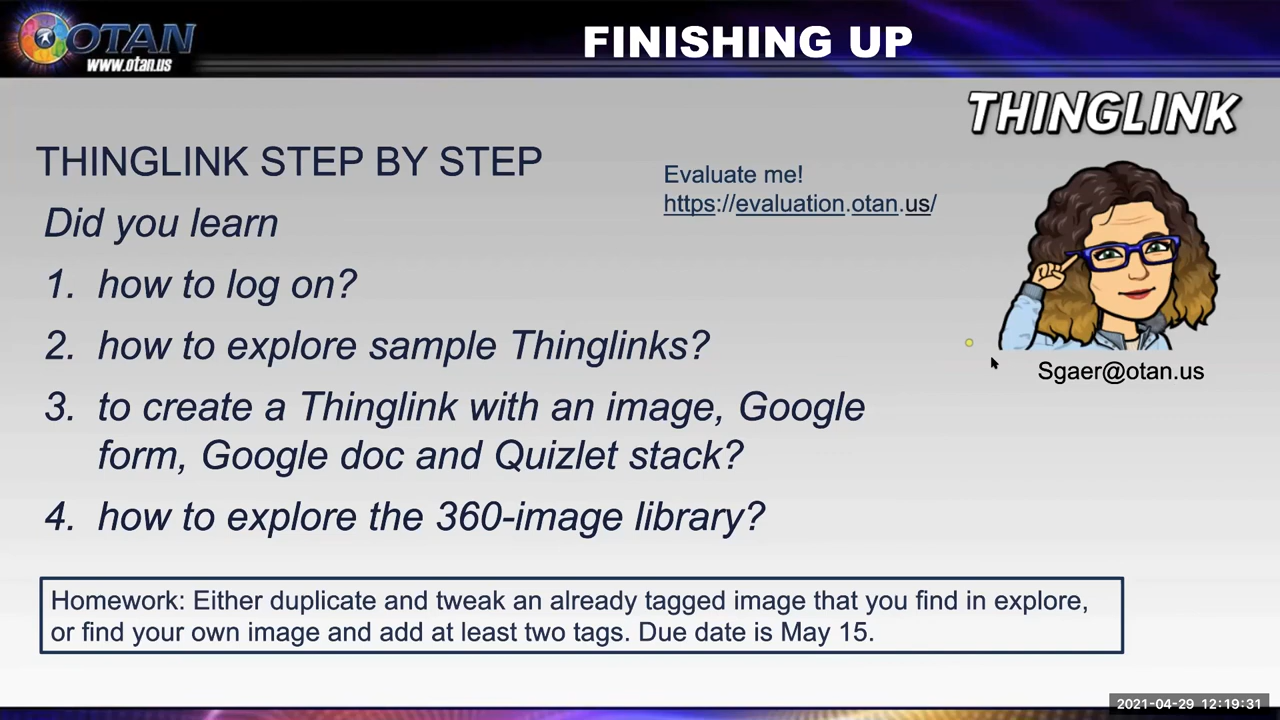 OTAN
www.otan.us
FINISHING UP
THINGLINK
THINGLINK STEP BY STEP
Evaluate me!
https://evaluation.otan.us/
Did you learn
1. how to log on?
2. how to explore sample Thinglinks?
3. to create a Thinglink with an image, Google
form, Google doc and Quizlet stack?
4. how to explore the 360-image library?
Sgaer@otan.us
Homework: Either duplicate and tweak an already tagged image that you find in explore,
or find your own image and add at least two tags. Due date is May 15.
2021-04-29 12:19:31